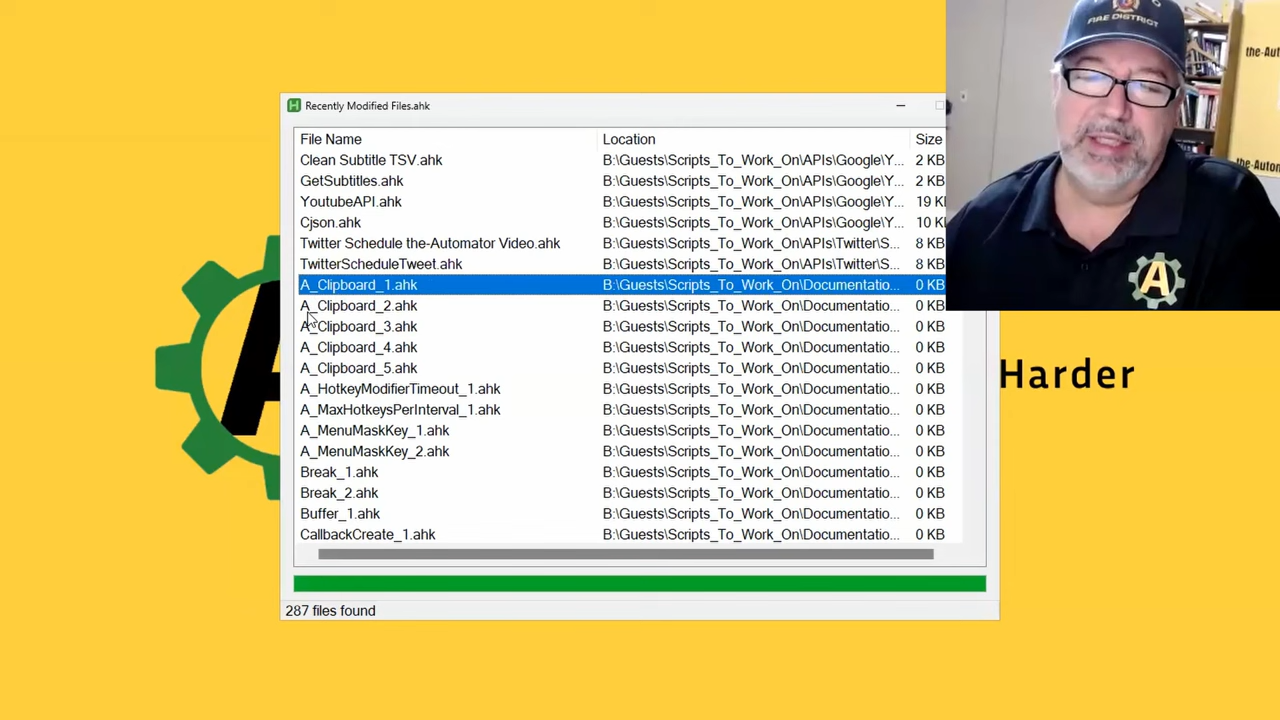 FIRE DISTRICT
the-Aut
the-Autom
A
Recently Modified Files.ahk
File Name Location Size
Clean Subtitle TSV.ahk B:\Guests\Scripts_To_Work_On\APIs\Google\Y... 2 KB
GetSubtitles.ahk B:\Guests\Scripts_To_Work_On\APIs\Google\Y... 2 KB
YoutubeAPI.ahk B:\Guests\Scripts_To_Work_On\APIs\Google\Y... 19 K
Cjson.ahk B:\Guests\Scripts_To_Work_On\APIs\Google\Y... 10 K
Twitter Schedule the-Automator Video.ahk B:\Guests\Scripts_To_Work_On\APIs\Twitter\S... 8 KB
TwitterScheduleTweet.ahk B:\Guests\Scripts_To_Work_On\APIs\Twitter\S... 8 KB
A_Clipboard_1.ahk B:\Guests\Scripts_To_Work_On\Documentatio... 0 KB
A_Clipboard_2.ahk B:\Guests\Scripts_To_Work_On\Documentatio... 0 KB
A_Clipboard_3.ahk B:\Guests\Scripts_To_Work_On\Documentatio... 0 KB
A_Clipboard_4.ahk B:\Guests\Scripts_To_Work_On\Documentatio... 0 KB
A_Clipboard_5.ahk B:\Guests\Scripts_To_Work_On\Documentatio... 0 KB
A_HotkeyModifierTimeout_1.ahk B:\Guests\Scripts_To_Work_On\Documentatio... 0 KB
A_MaxHotkeysPerInterval_1.ahk B:\Guests\Scripts_To_Work_On\Documentatio... 0 KB
A_MenuMaskKey_1.ahk B:\Guests\Scripts_To_Work_On\Documentatio... 0 KB
A_MenuMaskKey_2.ahk B:\Guests\Scripts_To_Work_On\Documentatio... 0 KB
Break_1.ahk B:\Guests\Scripts_To_Work_On\Documentatio... 0 KB
Break_2.ahk B:\Guests\Scripts_To_Work_On\Documentatio... 0 KB
Buffer_1.ahk B:\Guests\Scripts_To_Work_On\Documentatio... 0 KB
CallbackCreate_1.ahk B:\Guests\Scripts_To_Work_On\Documentatio... 0 KB
287 files found
Harder